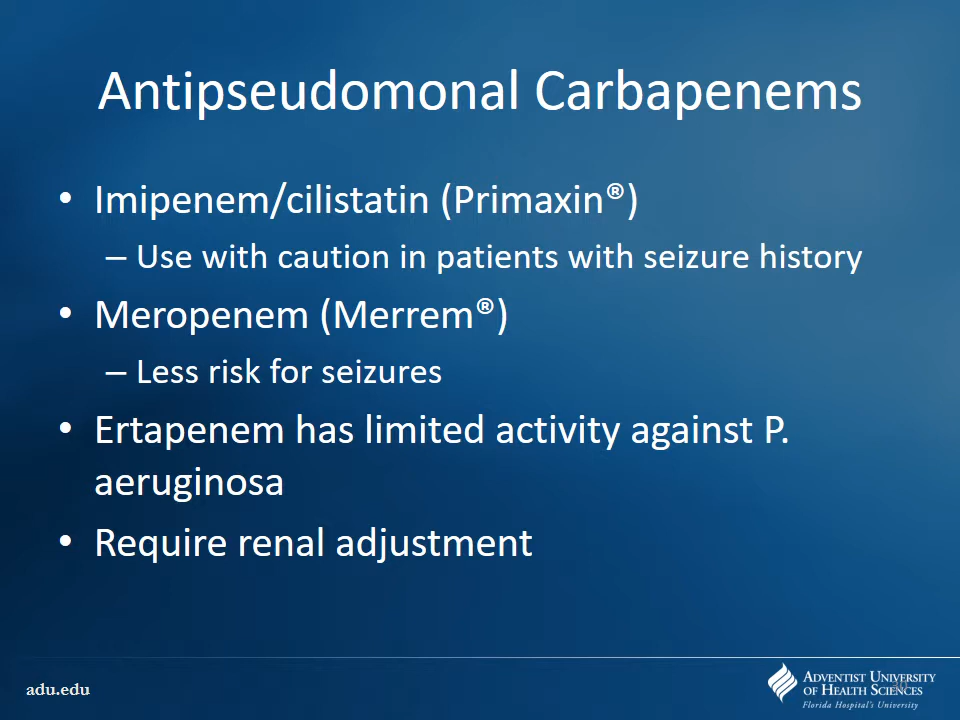 Antipseudomonal Carbapenems
• Imipenem/cilistatin (Primaxin®)
– Use with caution in patients with seizure history
• Meropenem (Merrem®)
– Less risk for seizures
• Ertapenem has limited activity against P.
aeruginosa
• Require renal adjustment
adu.edu
ADVENTIST UNIVERSITY
OF HEALTH SCIENCES
Florida Hospital's University